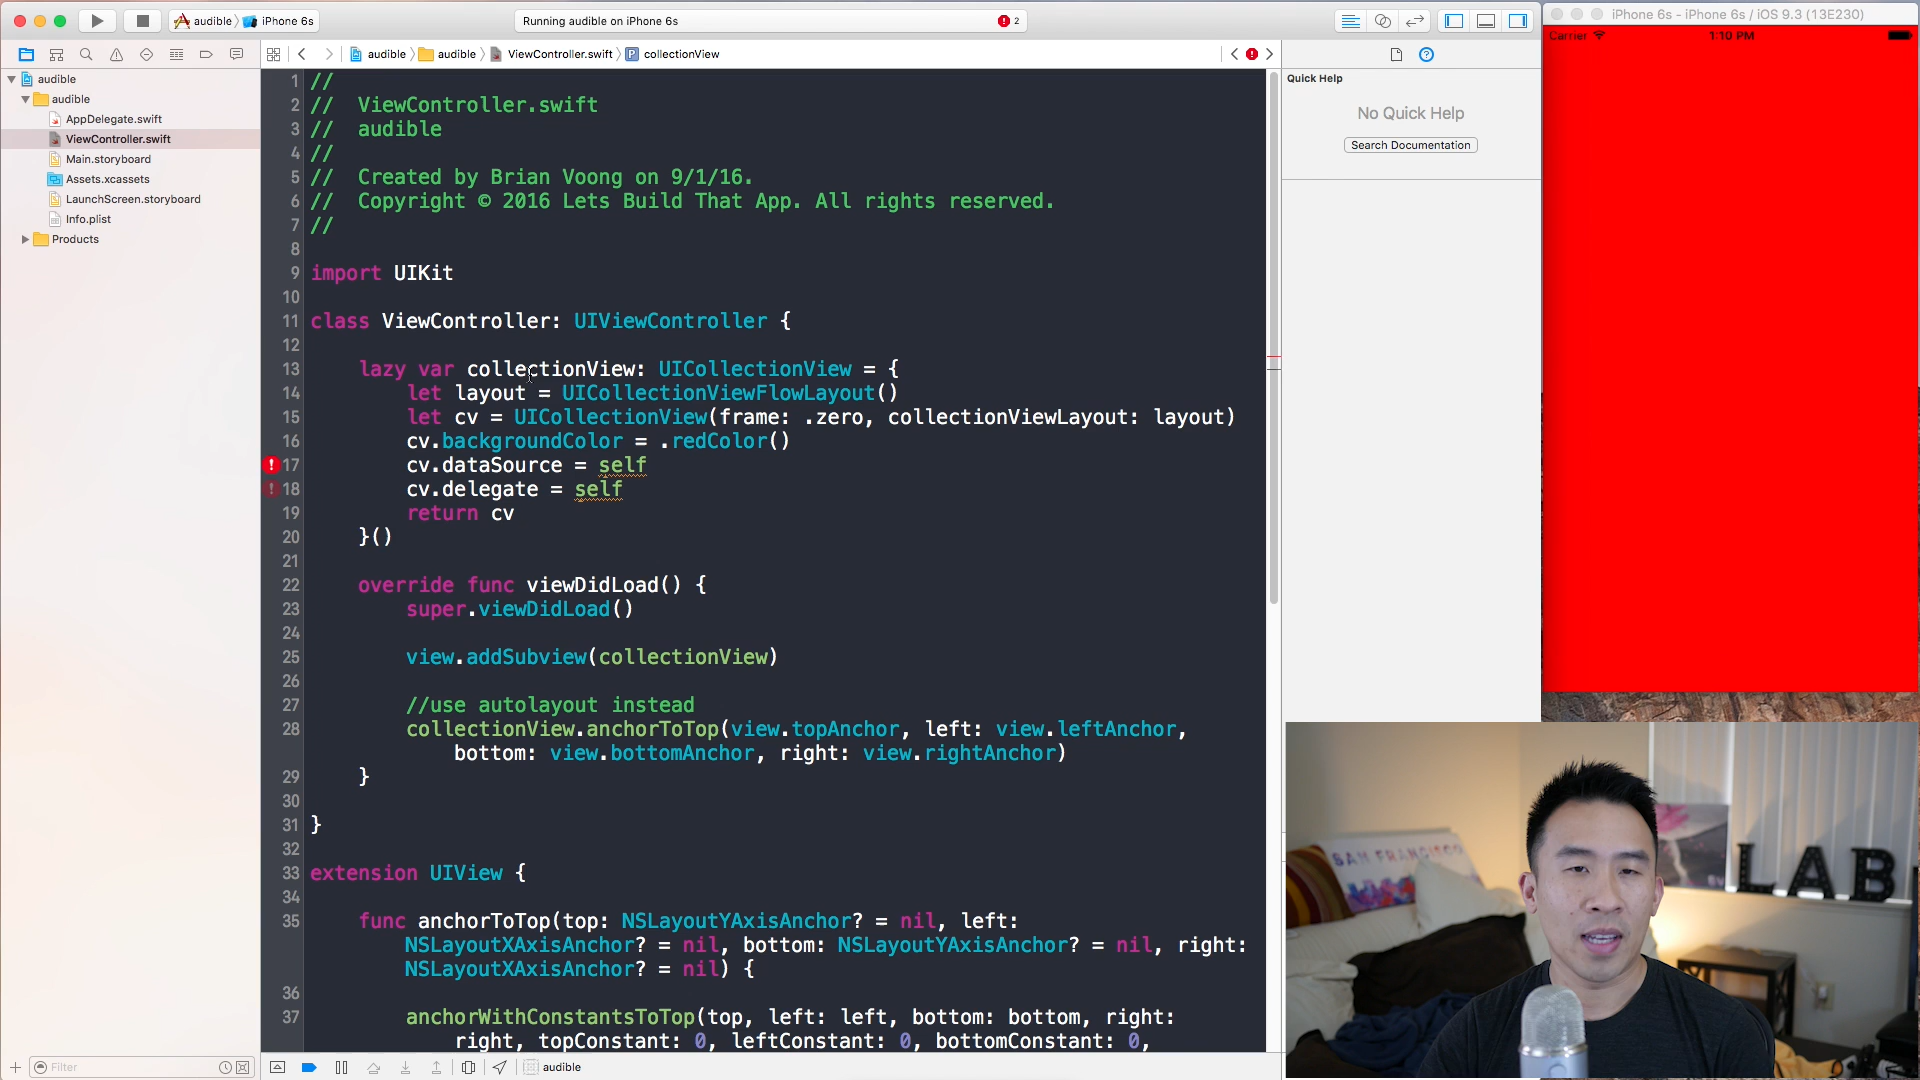 audible
iPhone 6s
Running audible on iPhone 6s
2
iPhone 6s - iPhone 6s / iOS 9.3 (13E230)
Carrier
1:10 PM
audible
audible
ViewController.swift
collectionView
audible
audible
AppDelegate.swift
ViewController.swift
Main.storyboard
Assets.xcassets
LaunchScreen.storyboard
Info.plist
Products
Quick Help
No Quick Help
Search Documentation
1 //
2 //  ViewController.swift
3 //  audible
4 //
5 //  Created by Brian Voong on 9/1/16.
6 //  Copyright © 2016 Lets Build That App. All rights reserved.
7 //
8
9 import UIKit
10
11 class ViewController: UIViewController {
12
13     lazy var collectionView: UICollectionView = {
14         let layout = UICollectionViewFlowLayout()
15         let cv = UICollectionView(frame: .zero, collectionViewLayout: layout)
16         cv.backgroundColor = .redColor()
17         cv.dataSource = self
18         cv.delegate = self
19         return cv
20     }()
21
22     override func viewDidLoad() {
23         super.viewDidLoad()
24
25         view.addSubview(collectionView)
26
27         //use autolayout instead
28         collectionView.anchorToTop(view.topAnchor, left: view.leftAnchor,
bottom: view.bottomAnchor, right: view.rightAnchor)
29     }
30
31 }
32
33 extension UIView {
34
35     func anchorToTop(top: NSLayoutYAxisAnchor? = nil, left:
NSLayoutXAxisAnchor? = nil, bottom: NSLayoutYAxisAnchor? = nil, right:
NSLayoutXAxisAnchor? = nil) {
36
37         anchorWithConstantsToTop(top, left: left, bottom: bottom, right:
right, topConstant: 0, leftConstant: 0, bottomConstant: 0,
Filter
audible
SAN FRANCISCO
LAB